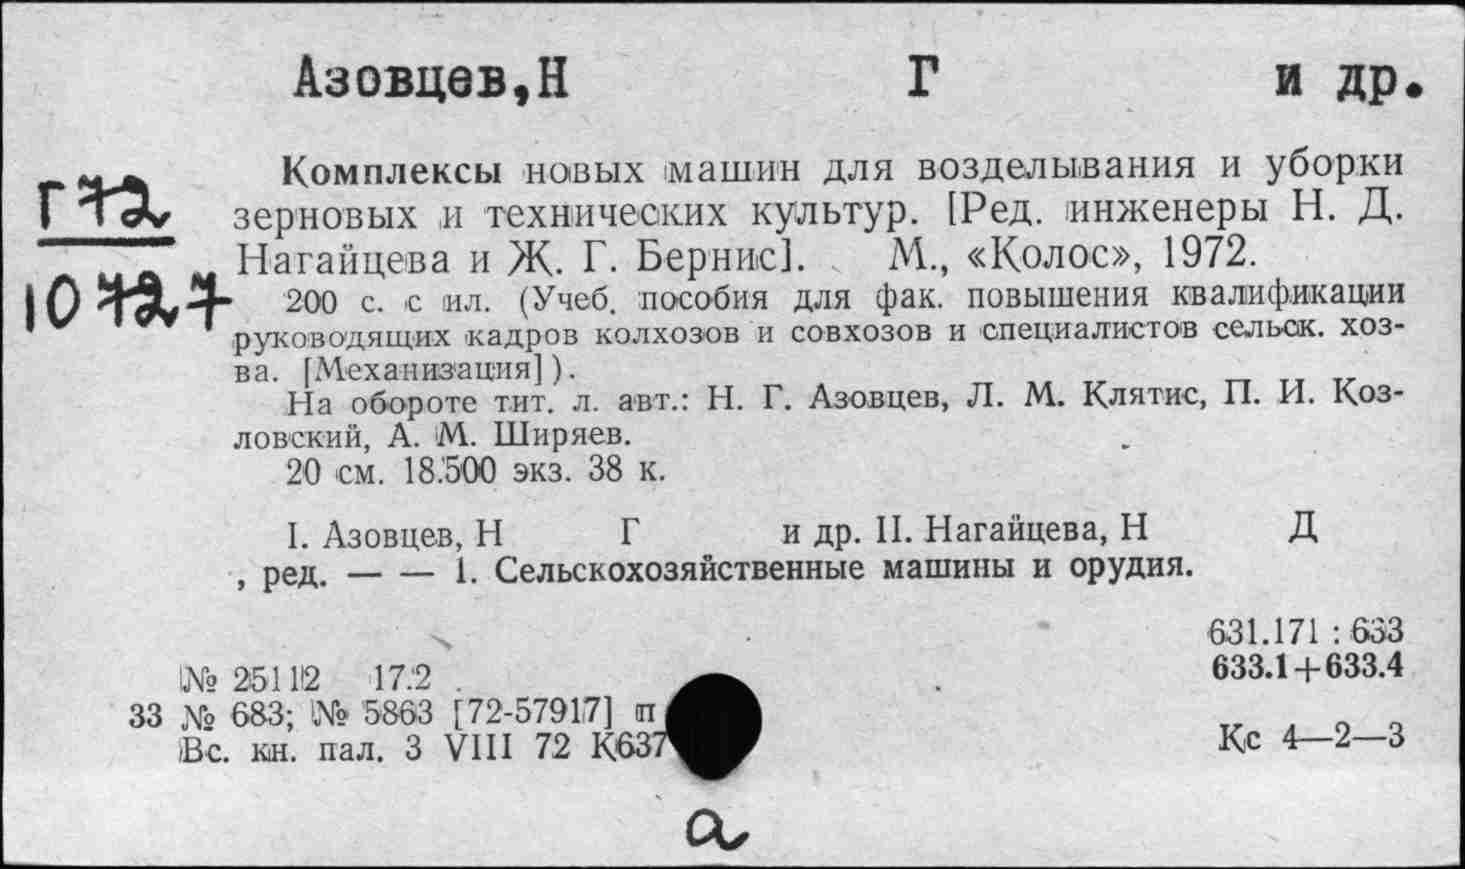 Азовцев, Н Г и др.
Г72
1072 7
Комплексы новых машин для возделывания и уборки
зерновых и технических культур. [Ред. инженеры Н. Д.
Нагайцева и Ж. Г. Бернис]. М., «Колос», 1972.
200 с. с ил. (Учеб. пособия для фак. повышения квалификации
руководящих кадров колхозов и совхозов и специалистов сельск. хоз-
ва. [Механизация]).
На обороте тит. л. авт.: Н. Г. Азовцев, Л. М. Клятис, П. И. Коз-
ловский, А. М. Ширяев.
20 см. 18.500 экз. 38 к.
I. Азовцев, Н Г и др. II. Нагайцева, Н Д
, ред. — — 1. Сельскохозяйственные машины и орудия.
631.171 : 633
633.1+633.4
№ 25112 17.2
33 № 683; № 5863 [72-57917] п
Вс. кн. пал. 3 VIII 72 К637
Кс 4—2—3
а